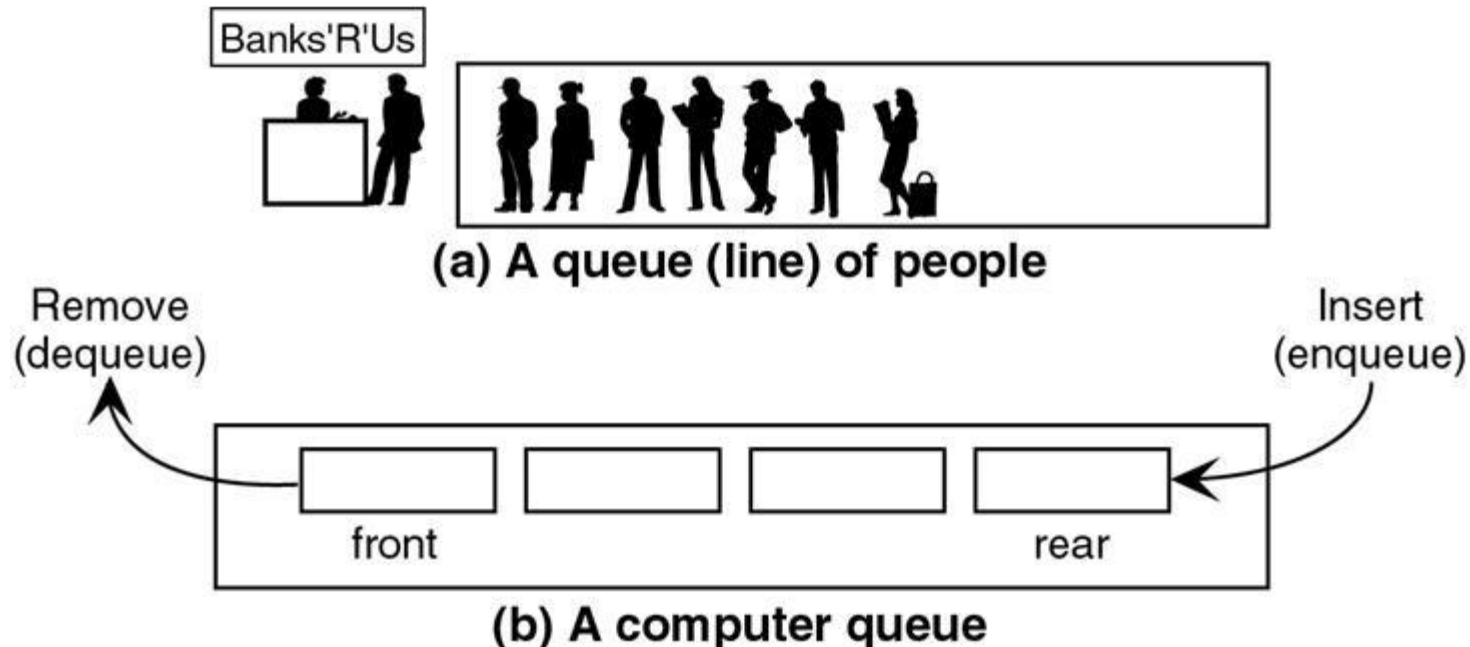 Banks'R'Us
(a) A queue (line) of people
Remove
(dequeue)
Insert
(enqueue)
front
rear
(b) A computer queue